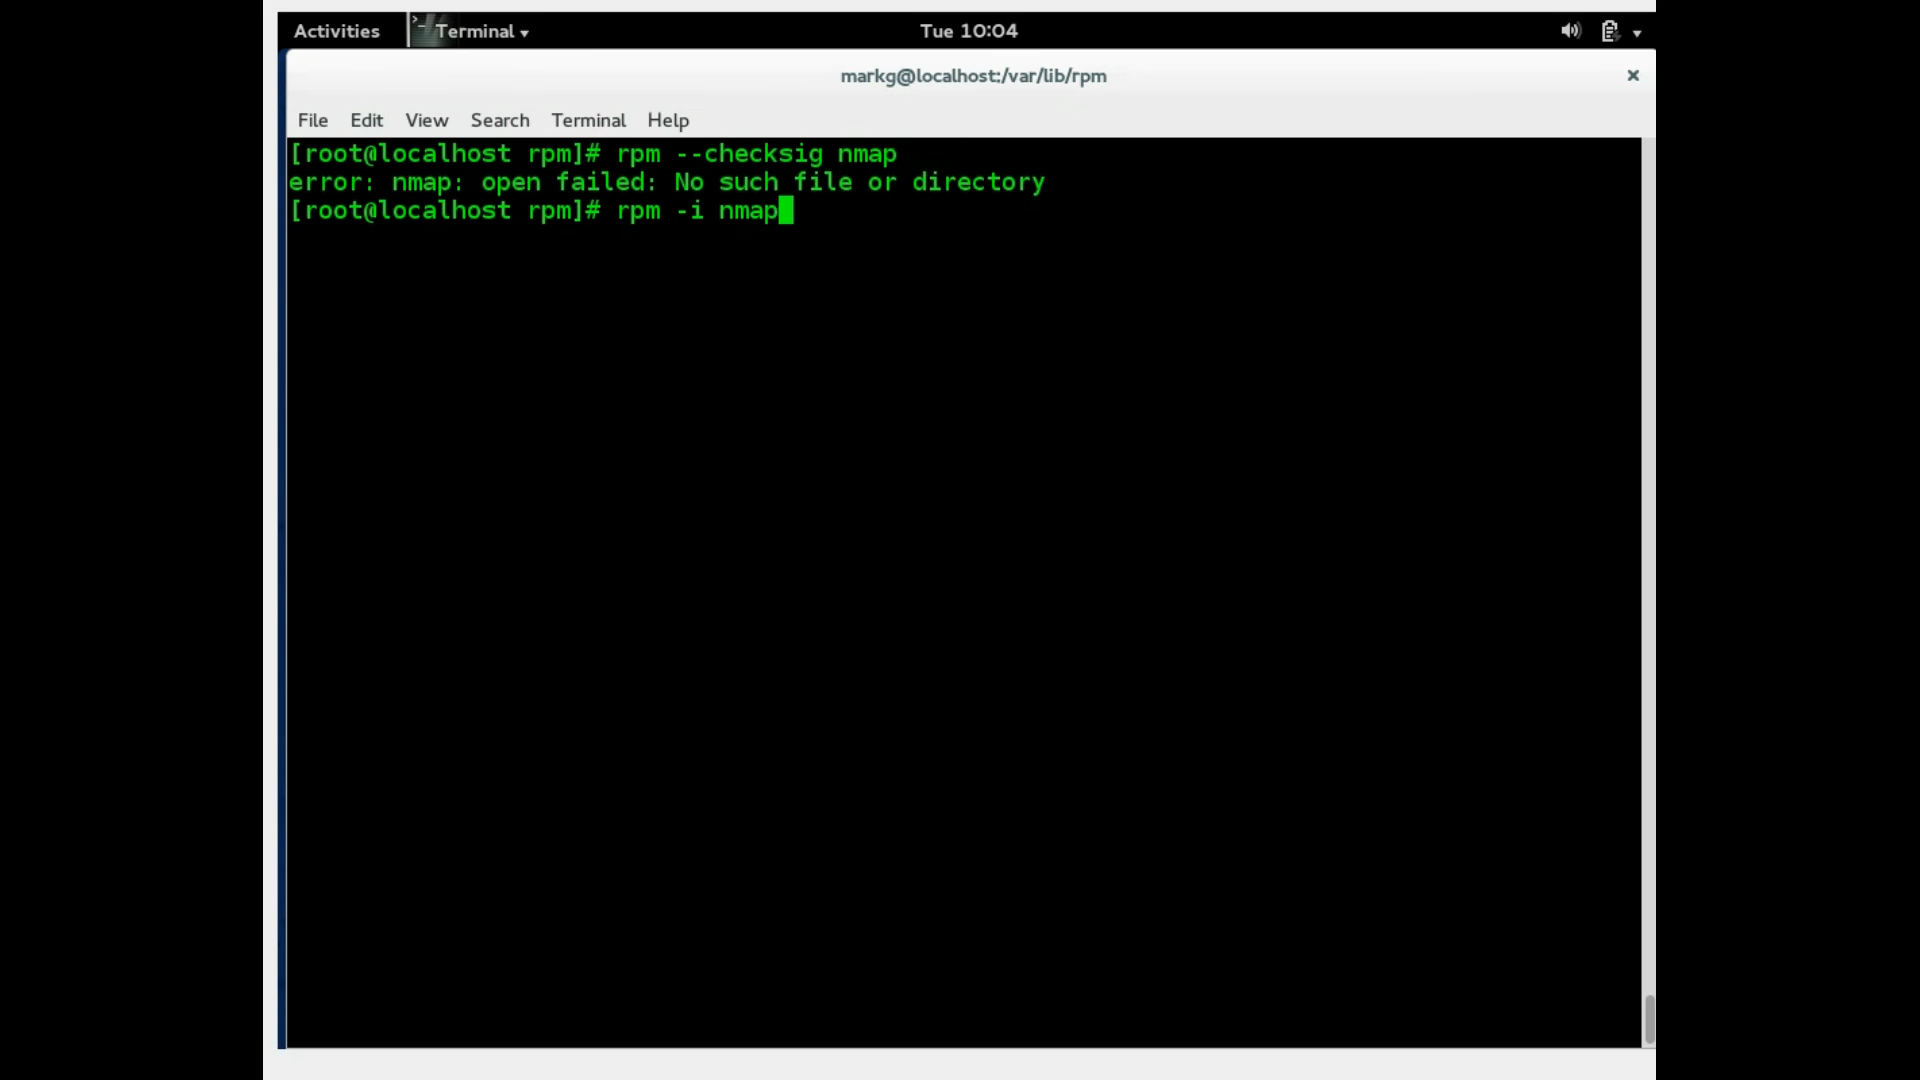 Activities Terminal Tue 10:04
markg@localhost:/var/lib/rpm
File Edit View Search Terminal Help
[root@localhost rpm]# rpm --checksig nmap
error: nmap: open failed: No such file or directory
[root@localhost rpm]# rpm -i nmap